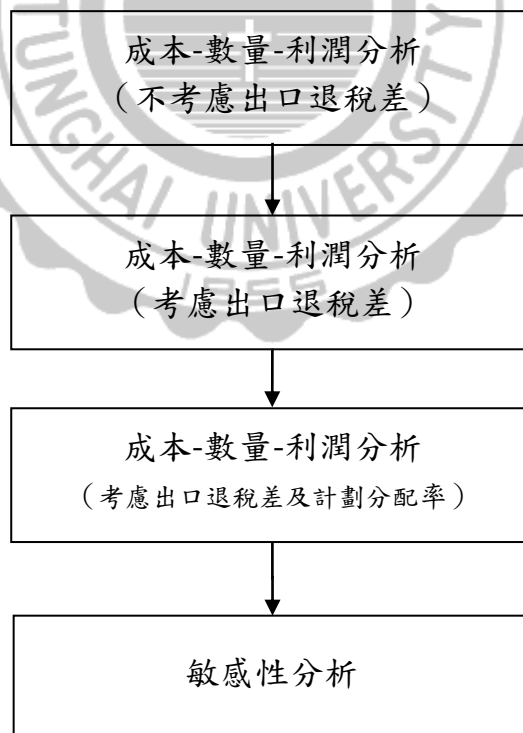 成本-數量-利潤分析
（不考慮出口退稅差）
成本-數量-利潤分析
（考慮出口退稅差）
成本-數量-利潤分析
（考慮出口退稅差及計劃分配率）
敏感性分析
TUNGHAI UNIVERSITY
1955